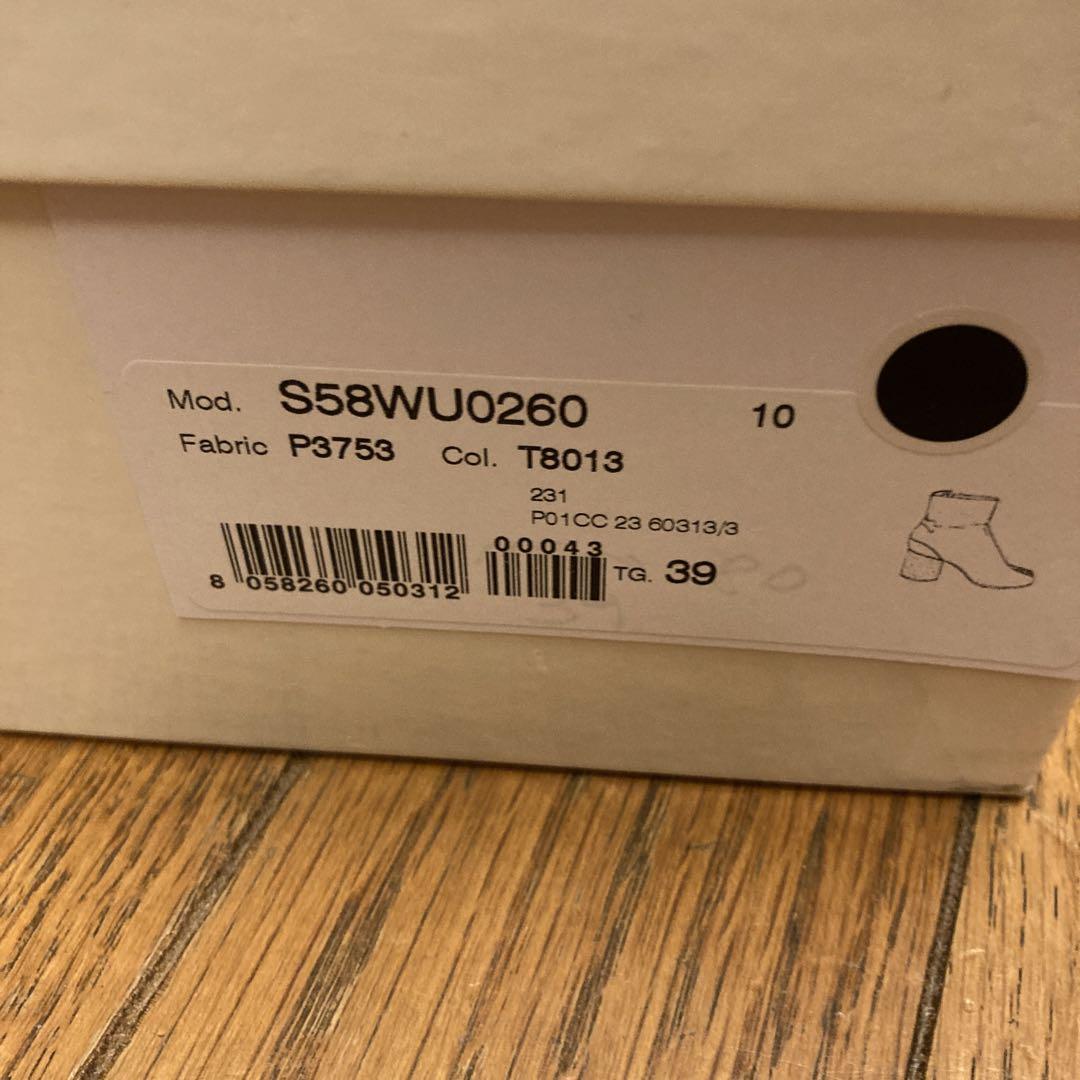 Mod. S58WU0260 10
Fabric P3753 Col. T8013
231
P01CC 23 60313/3
00043
8 058260 050312 TG. 39